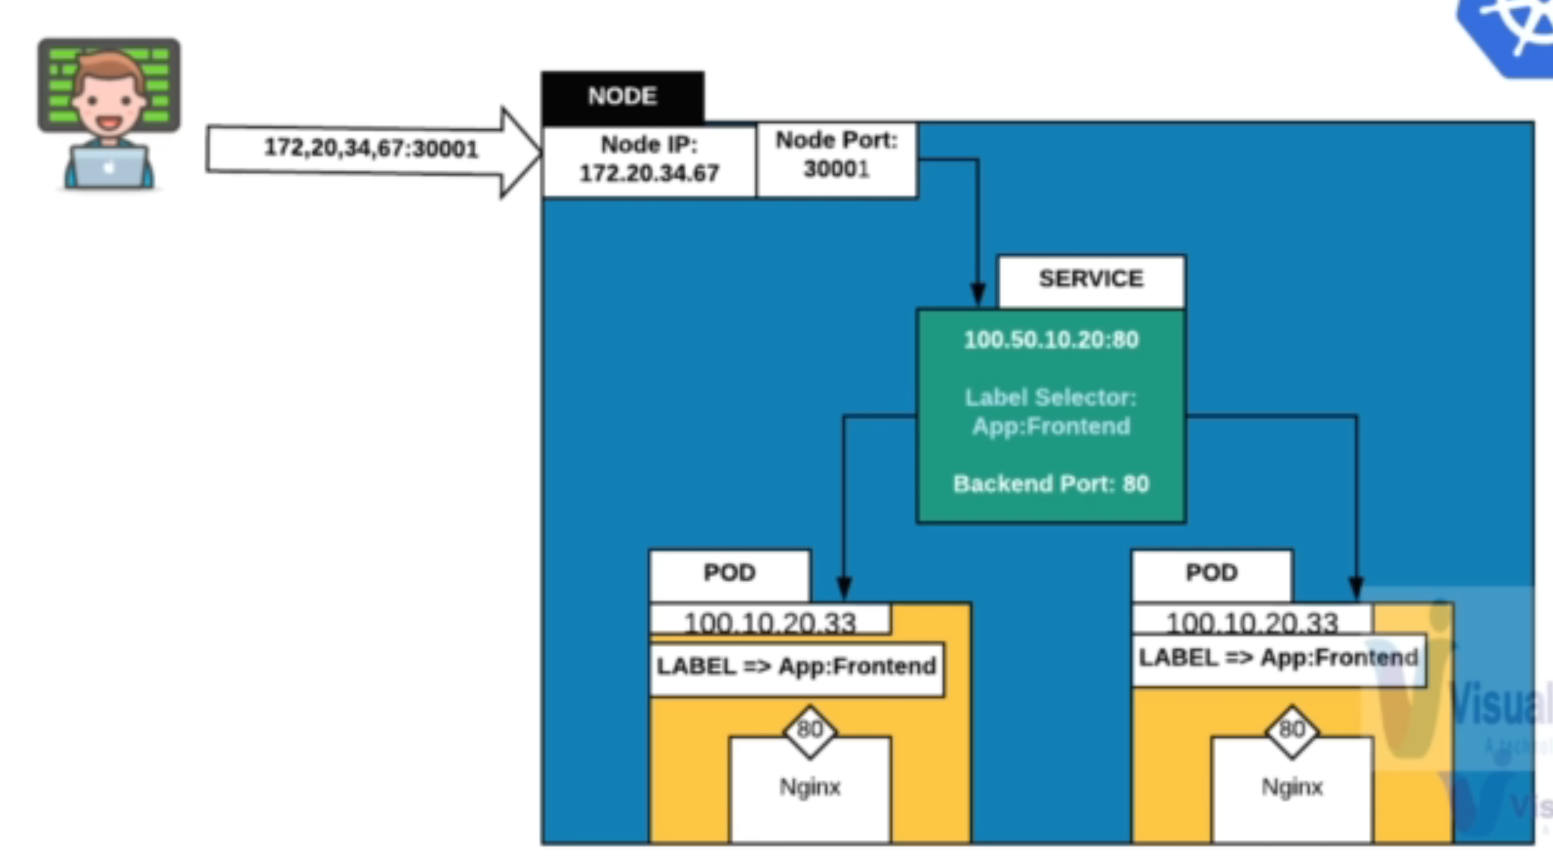 NODE
172,20,34,67:30001
Node IP:
172.20.34.67
Node Port:
30001
SERVICE
100.50.10.20:80
Label Selector:
App:Frontend
Backend Port: 80
POD
100.10.20.33
LABEL => App:Frontend
80
Nginx
POD
100.10.20.33
LABEL => App:Frontend
80
Nginx
Visual